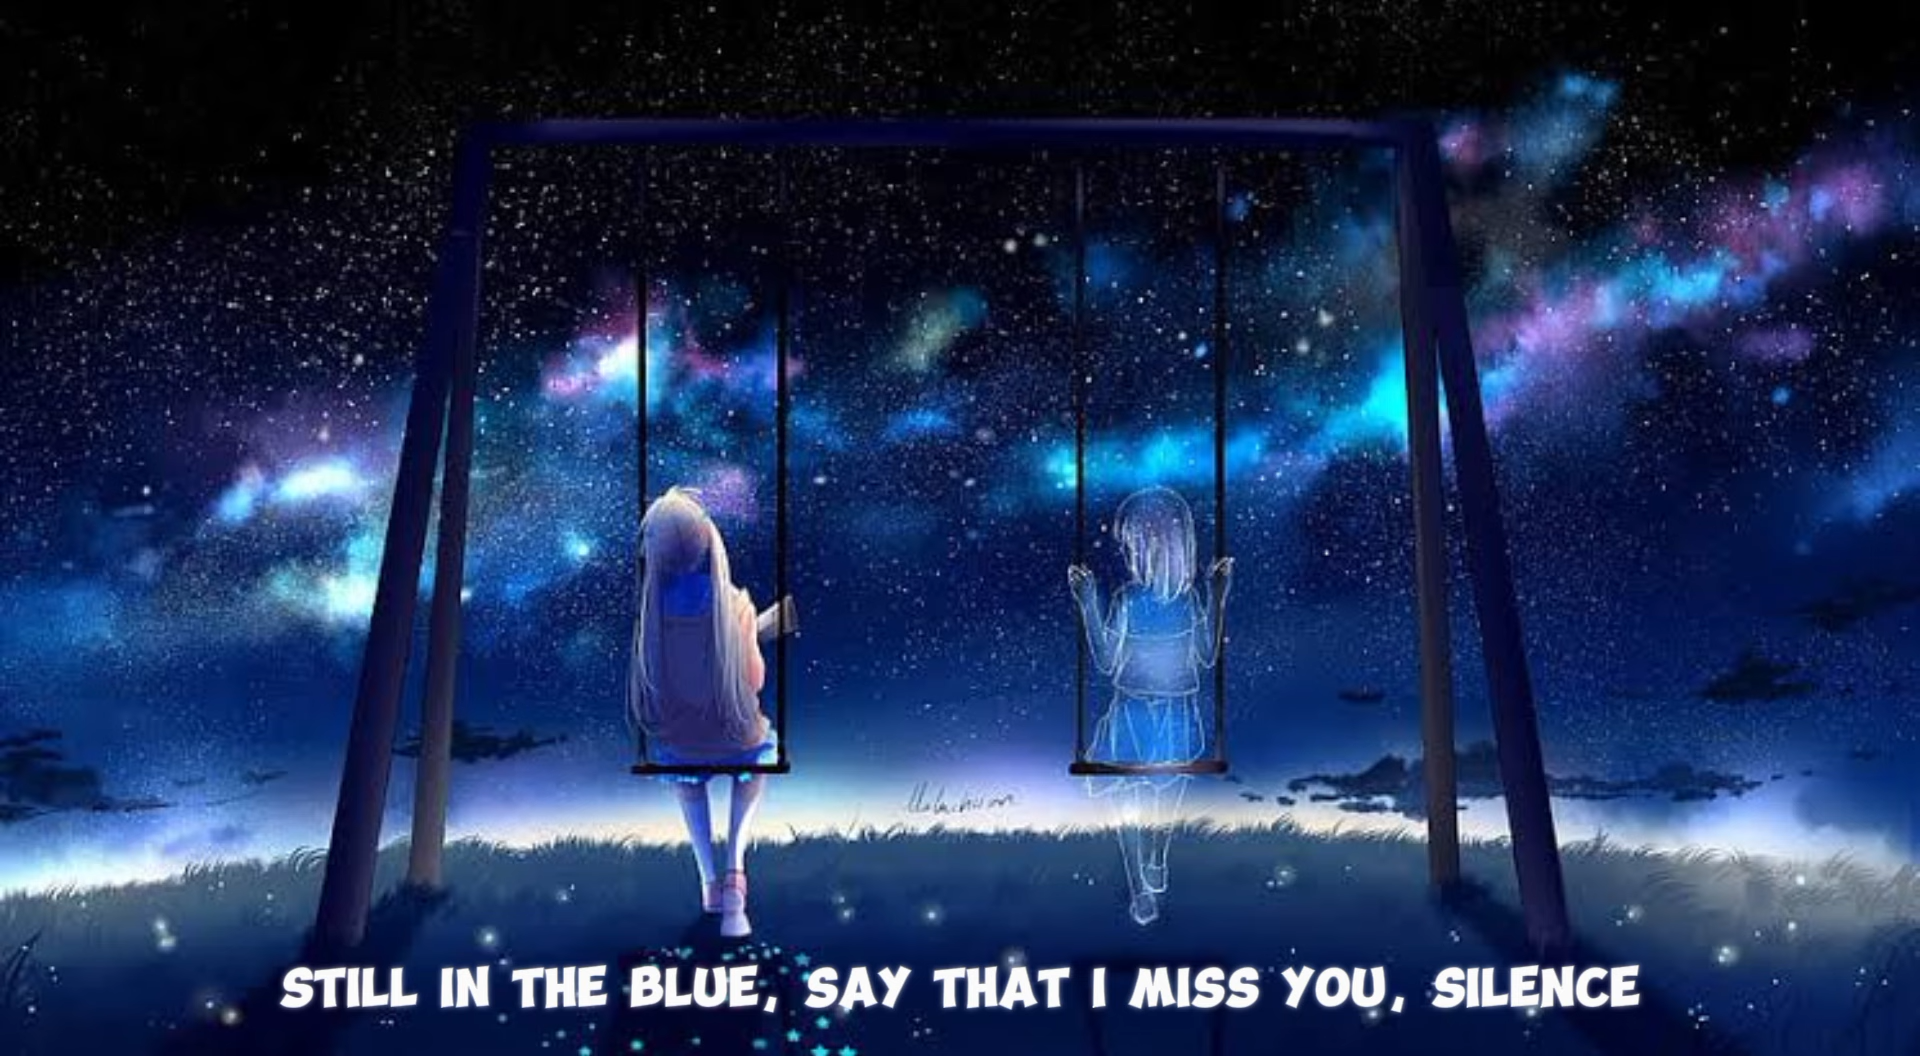 STILL IN THE BLUE, SAY THAT I MISS YOU, SILENCE